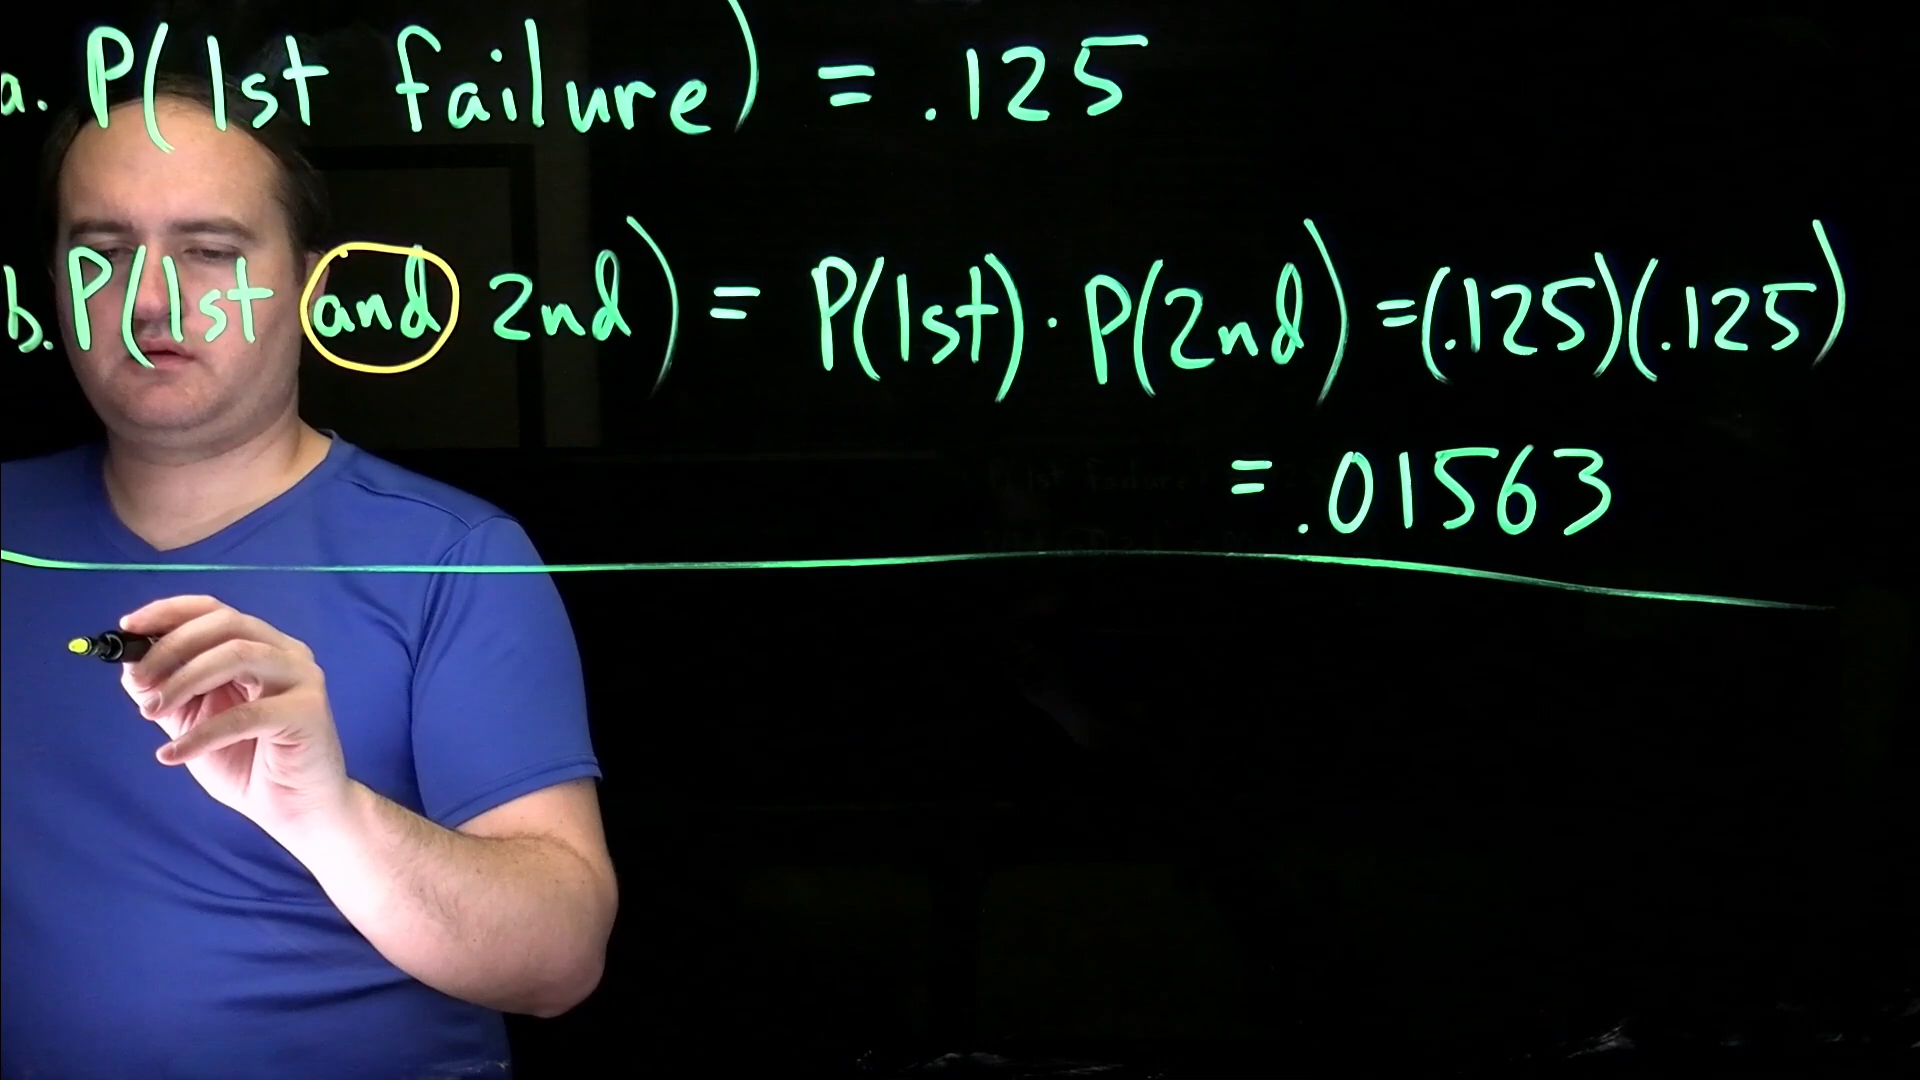 a. P(1st failure) = .125
b. P(1st and 2nd) = P(1st) · P(2nd) = (.125)(.125)
= .01563